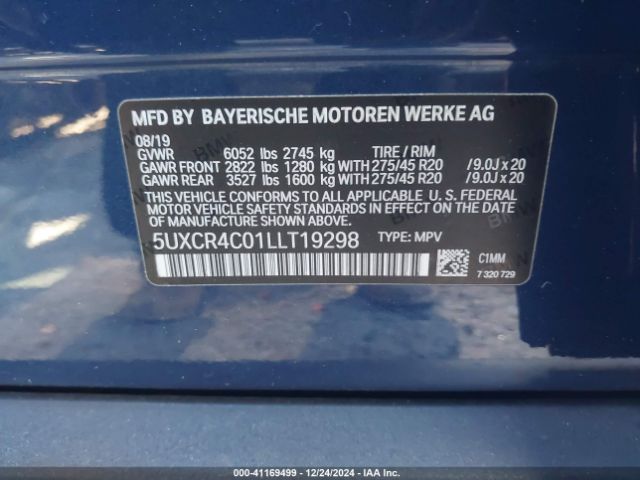 MFD BY BAYERISCHE MOTOREN WERKE AG
08/19
GVWR 6052 lbs 2745 kg TIRE / RIM
GAWR FRONT 2822 lbs 1280 kg WITH 275/45 R20 /9.0J x 20
GAWR REAR 3527 lbs 1600 kg WITH 275/45 R20 /9.0J x 20
THIS VEHICLE CONFORMS TO ALL APPLICABLE U. S. FEDERAL
MOTOR VEHICLE SAFETY STANDARDS IN EFFECT ON THE
DATE OF MANUFACTURE SHOWN ABOVE.
5UXCR4C01LLT19298 TYPE: MPV
C1MM
7 320 729
000-41169499 - 12/24/2024 - IAA Inc.